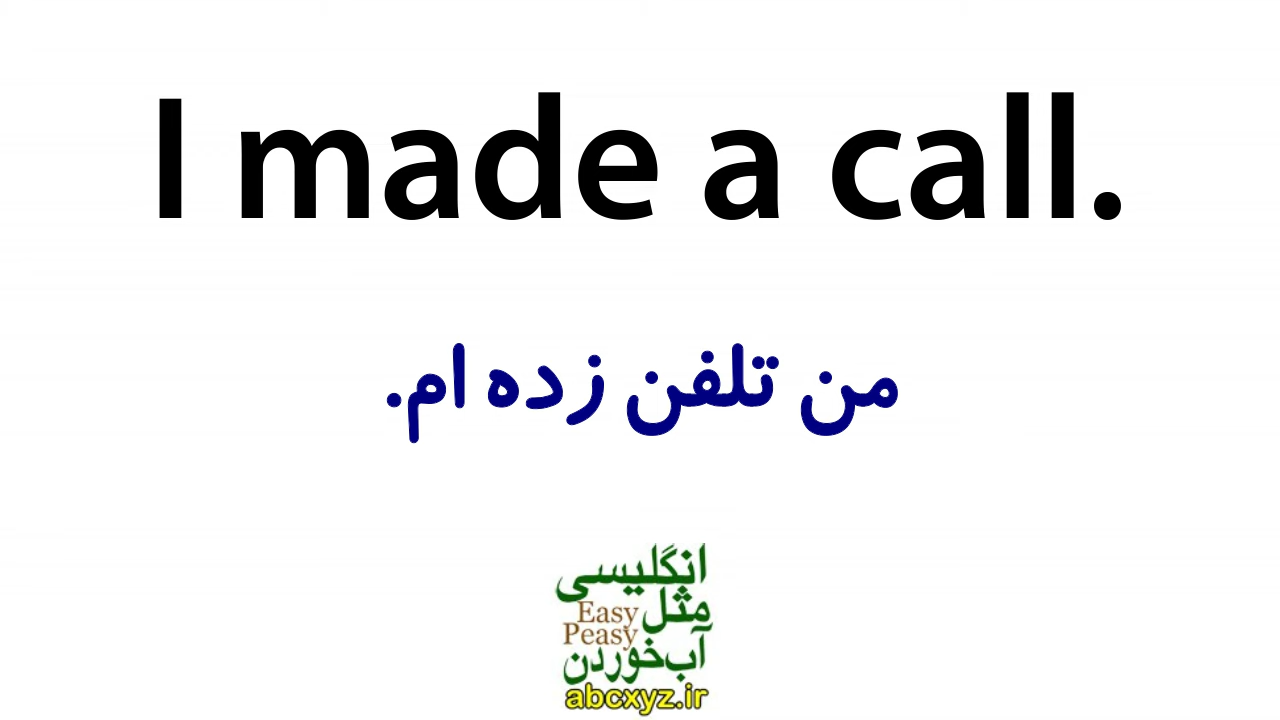 I made a call.
من تلفن زده ام.
انگلیسی
مثل
Easy
Peasy
آب خوردن
abcxyz.ir